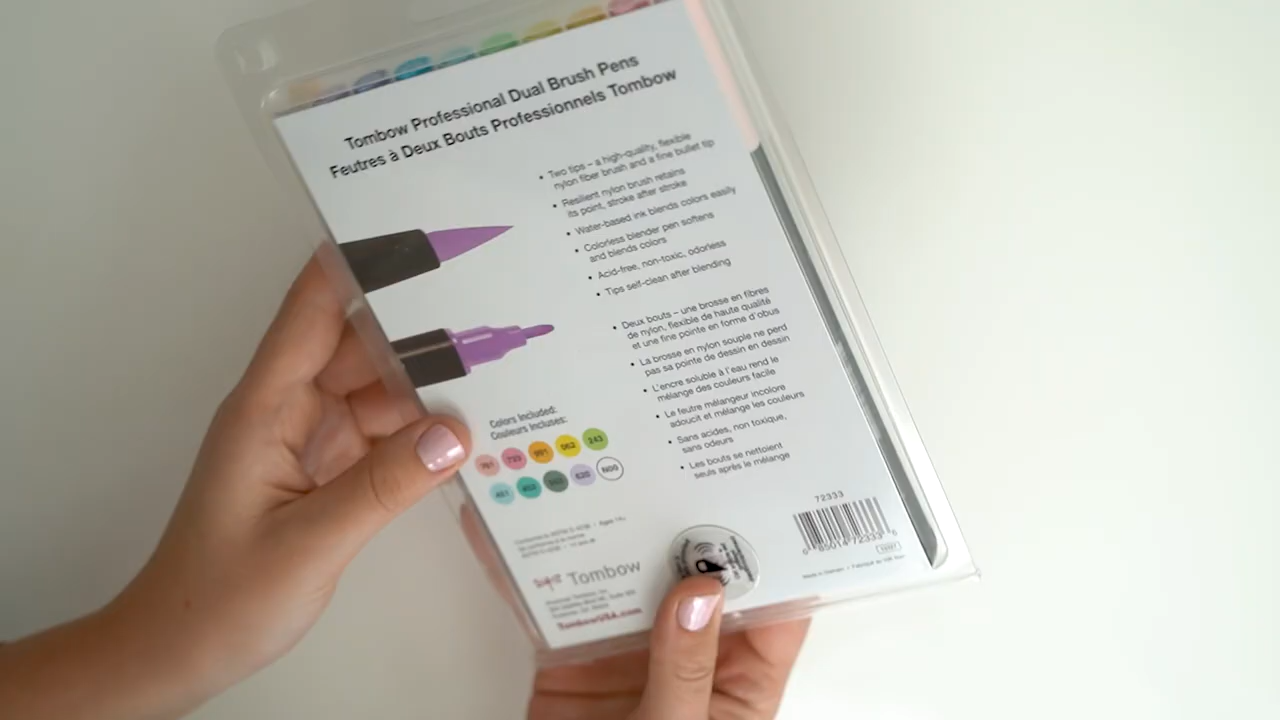 Tombow Professional Dual Brush Pens
Feutres à Deux Bouts Professionnels Tombow
• Two tips – a high-quality, flexible
nylon fiber brush and a fine bullet tip
• Resilient nylon brush retains
its point, stroke after stroke
• Water-based ink blends colors easily
• Colorless blender pen softens
and blends colors
• Acid-free, non-toxic, odorless
• Tips self-clean after blending
• Deux bouts – une brosse en fibres
de nylon, flexible de haute qualité
et une fine pointe en forme d'obus
• La brosse en nylon souple ne perd
pas sa pointe de dessin en dessin
• L'encre soluble à l'eau rend le
mélange des couleurs facile
• Le feutre mélangeur incolore
adoucit et mélange les couleurs
• Sans acides, non toxique,
sans odeurs
• Les bouts se nettoient
seuls après le mélange
Colors Included:
Couleurs Incluses:
761 723 991 062 243
451 620 N00
72333
0 85014 72333 6
Tombow
TombowUSA.com